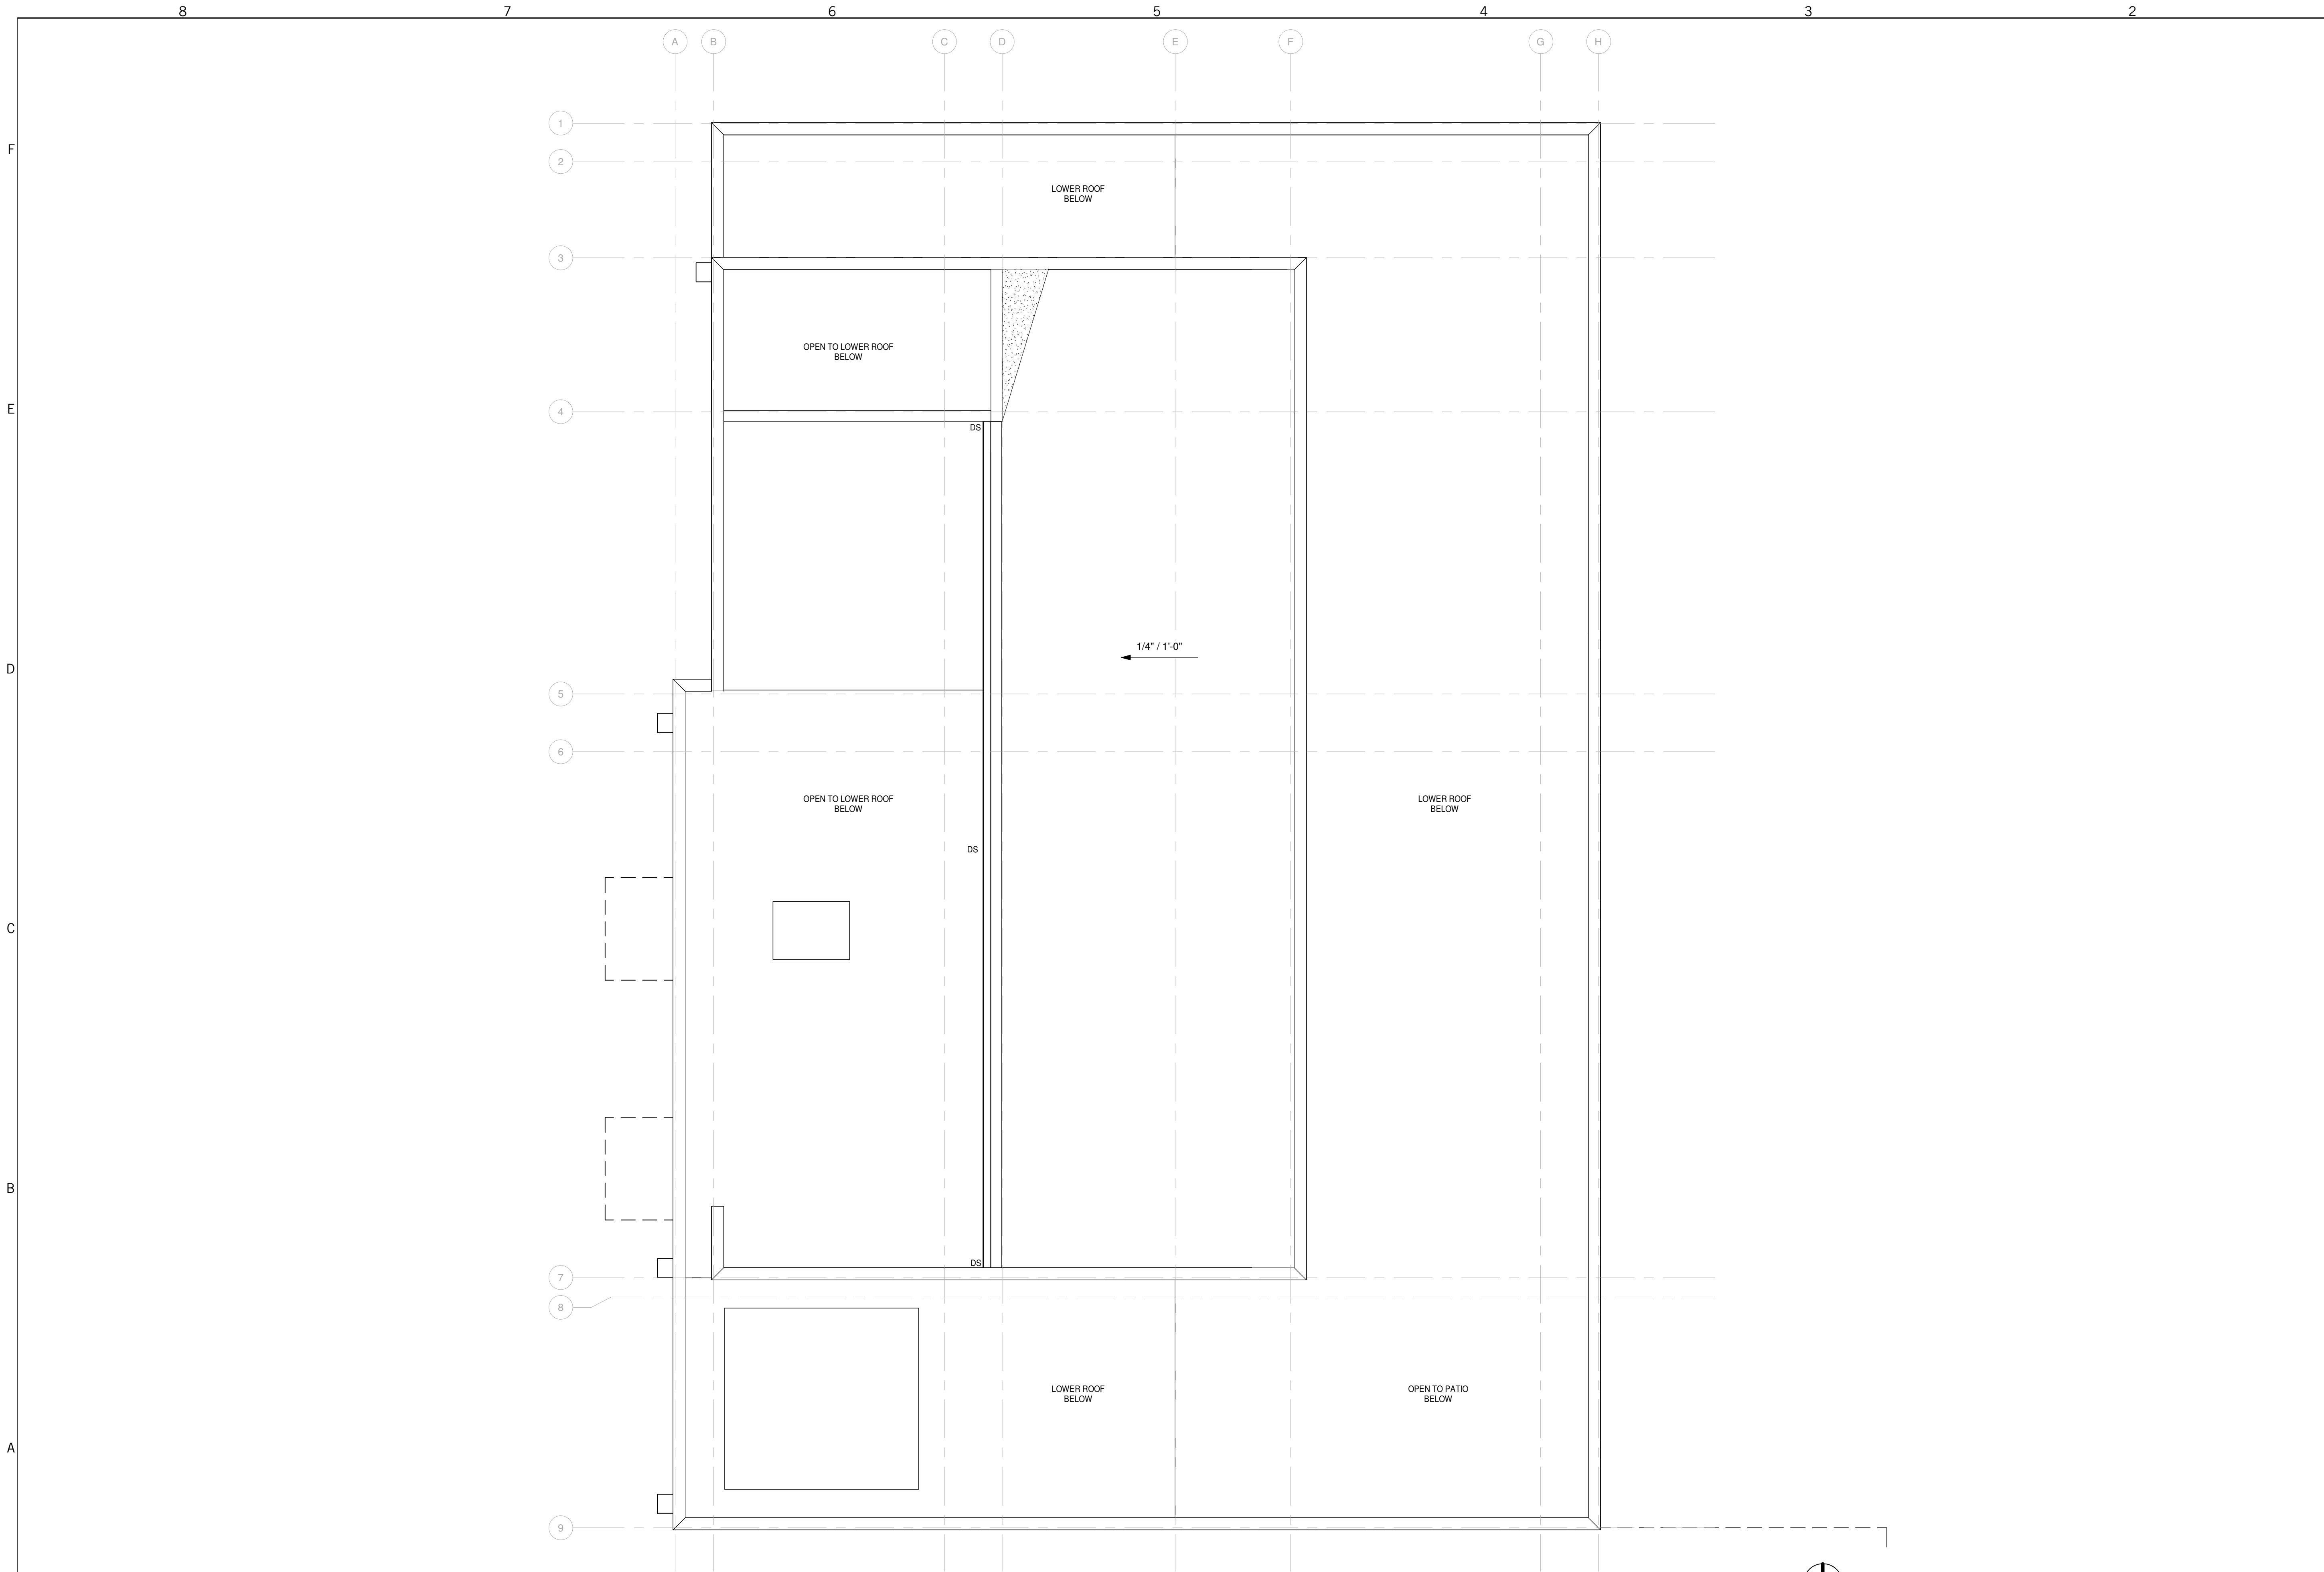 8 7 6 5 4 3 2
A B C D E F G H
1
F
2
LOWER ROOF
BELOW
3
OPEN TO LOWER ROOF
BELOW
E
4
DS
1/4" / 1'-0"
D
5
6
OPEN TO LOWER ROOF
BELOW
LOWER ROOF
BELOW
DS
C
B
DS
7
8
LOWER ROOF
BELOW
OPEN TO PATIO
BELOW
A
9